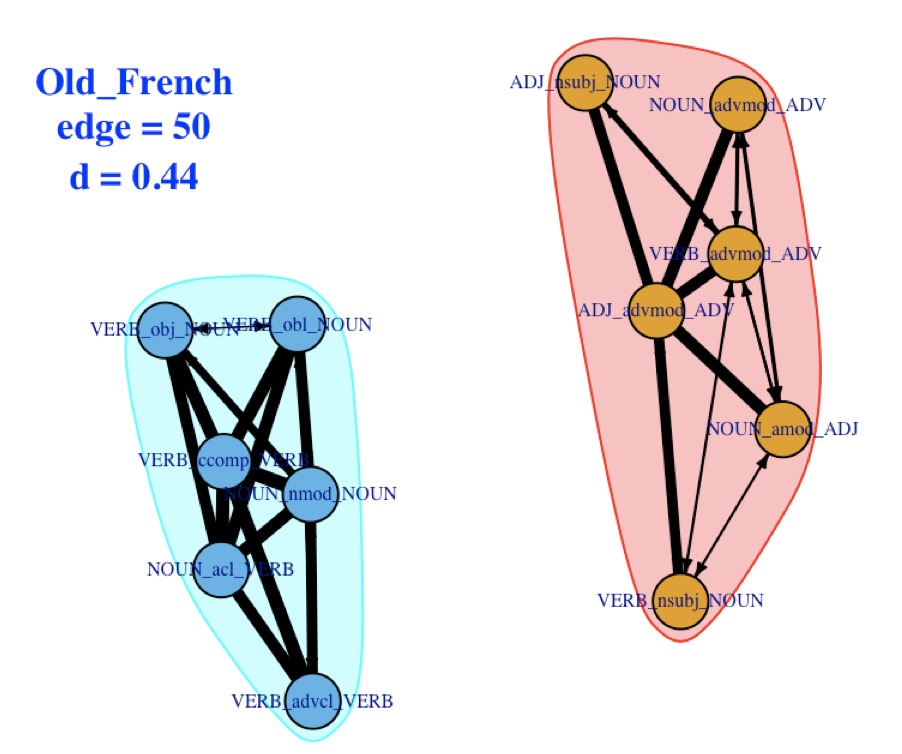 Old_French
edge = 50
d = 0.44
ADJ_nsubj_NOUN
NOUN_advmod_ADV
VERB_advmod_ADV
ADJ_advmod_ADV
NOUN_amod_ADJ
VERB_nsubj_NOUN
VERB_obj_NOUN
VERB_obl_NOUN
VERB_ccomp_VERB
NOUN_nmod_NOUN
NOUN_acl_VERB
VERB_advcl_VERB